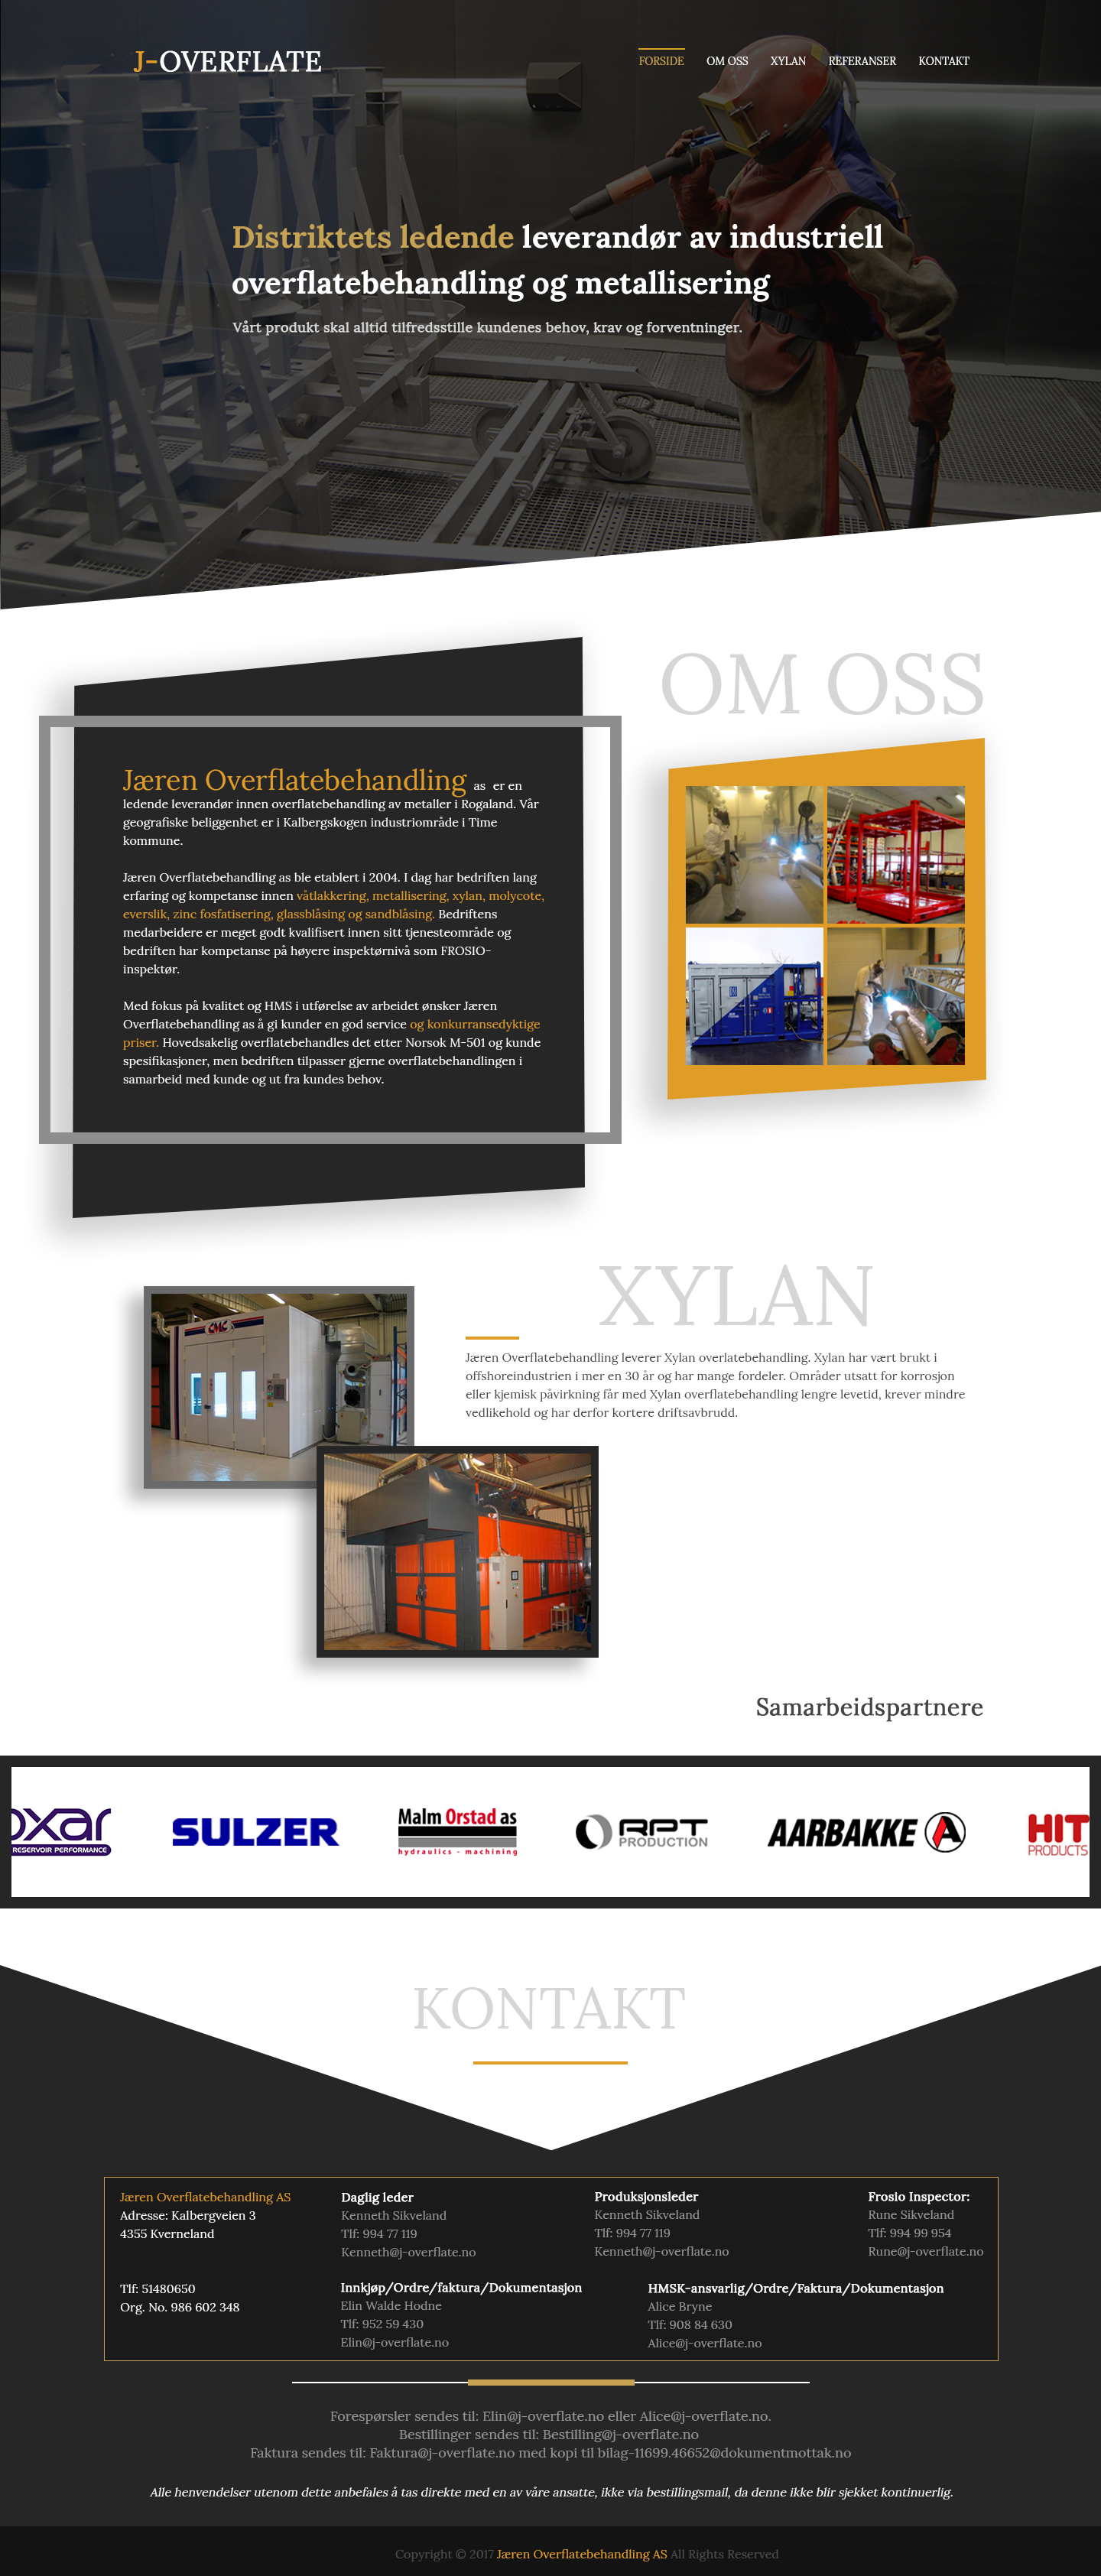 J-OVERFLATE
FORSIDE OM OSS XYLAN REFERANSER KONTAKT
Distriktets ledende leverandør av industriell
overflatebehandling og metallisering
Vårt produkt skal alltid tilfredsstille kundenes behov, krav og forventninger.
OM OSS
Jæren Overflatebehandling as er en
ledende leverandør innen overflatebehandling av metaller i Rogaland. Vår
geografiske beliggenhet er i Kalbergskogen industriområde i Time
kommune.
Jæren Overflatebehandling as ble etablert i 2004. I dag har bedriften lang
erfaring og kompetanse innen våtlakkering, metallisering, xylan, molycote,
everslik, zinc fosfatisering, glassblåsing og sandblåsing. Bedriftens
medarbeidere er meget godt kvalifisert innen sitt tjenesteområde og
bedriften har kompetanse på høyere inspektørnivå som FROSIO-
inspektør.
Med fokus på kvalitet og HMS i utførelse av arbeidet ønsker Jæren
Overflatebehandling as å gi kunder en god service og konkurransedyktige
priser. Hovedsakelig overflatebehandles det etter Norsok M-501 og kunde
spesifikasjoner, men bedriften tilpasser gjerne overflatebehandlingen i
samarbeid med kunde og ut fra kundes behov.
XYLAN
CMS
Jæren Overflatebehandling leverer Xylan overlatebehandling. Xylan har vært brukt i
offshoreindustrien i mer en 30 år og har mange fordeler. Områder utsatt for korrosjon
eller kjemisk påvirkning får med Xylan overflatebehandling lengre levetid, krever mindre
vedlikehold og har derfor kortere driftsavbrudd.
Samarbeidspartnere
oxar
RESERVOIR PERFORMANCE
SULZER
Malm Orstad as
hydraulics - machining
RPT
PRODUCTION
AARBAKKE
HIT
PRODUCTS
KONTAKT
Jæren Overflatebehandling AS
Adresse: Kalbergveien 3
4355 Kverneland
Tlf: 51480650
Org. No. 986 602 348
Daglig leder
Kenneth Sikveland
Tlf: 994 77 119
Kenneth@j-overflate.no
Produksjonsleder
Kenneth Sikveland
Tlf: 994 77 119
Kenneth@j-overflate.no
Frosio Inspector:
Rune Sikveland
Tlf: 994 99 954
Rune@j-overflate.no
Innkjøp/Ordre/faktura/Dokumentasjon
Elin Walde Hodne
Tlf: 952 59 430
Elin@j-overflate.no
HMSK-ansvarlig/Ordre/Faktura/Dokumentasjon
Alice Bryne
Tlf: 908 84 630
Alice@j-overflate.no
Forespørsler sendes til: Elin@j-overflate.no eller Alice@j-overflate.no.
Bestillinger sendes til: Bestilling@j-overflate.no
Faktura sendes til: Faktura@j-overflate.no med kopi til bilag-11699.46652@dokumentmottak.no
Alle henvendelser utenom dette anbefales å tas direkte med en av våre ansatte, ikke via bestillingsmail, da denne ikke blir sjekket kontinuerlig.
Copyright © 2017 Jæren Overflatebehandling AS All Rights Reserved